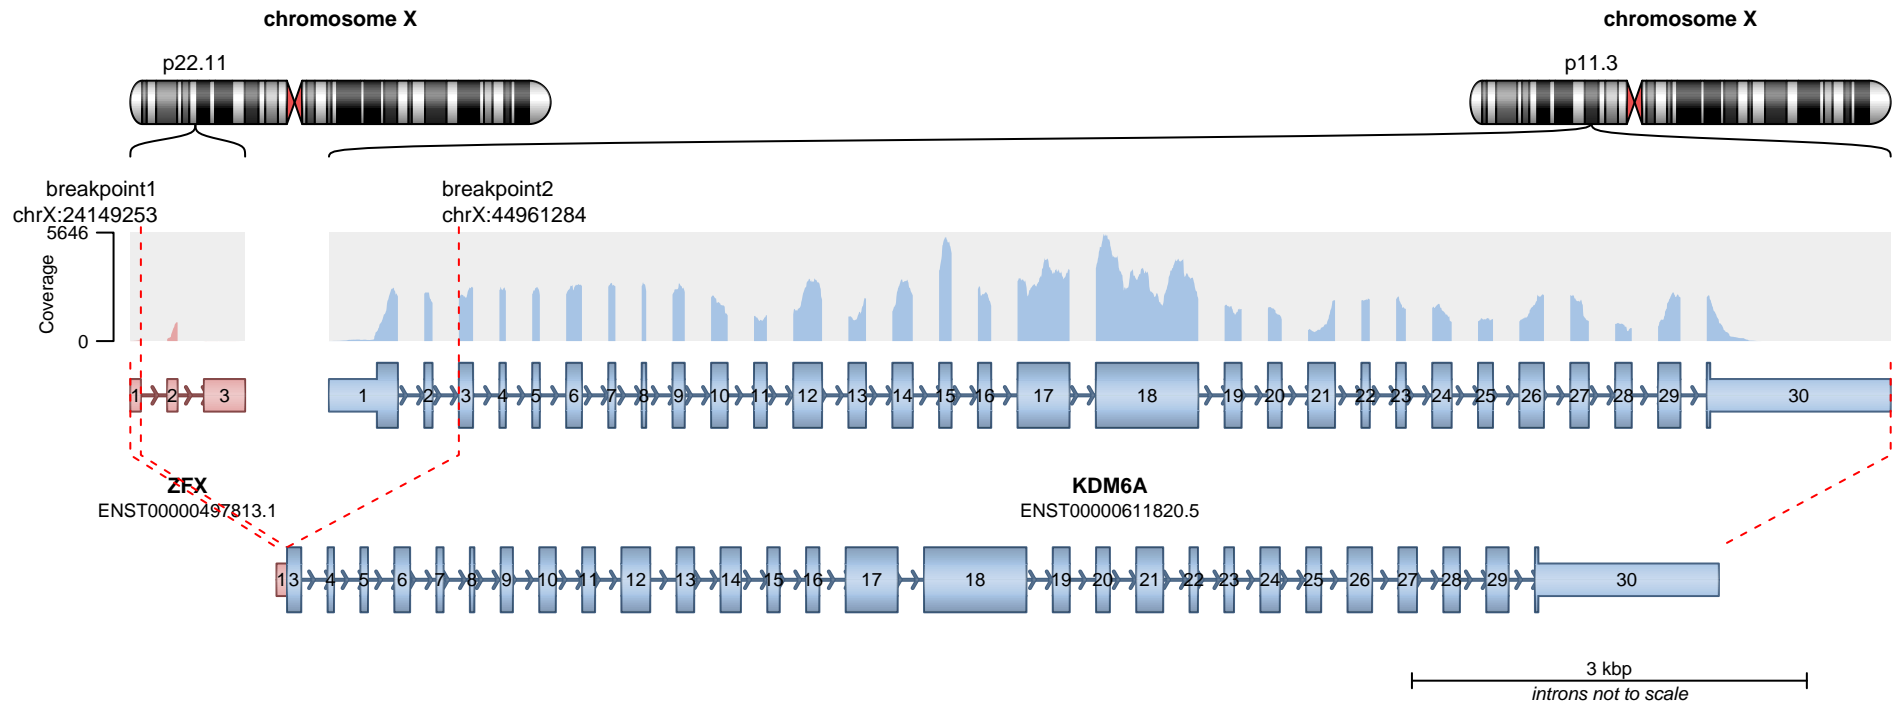 chromosome X
chromosome X
p22.11
p11.3
breakpoint1
chrX:24149253
breakpoint2
chrX:44961284
5646
Coverage
0
1 2 3
1 2 3 4 5 6 7 8 9 10 11 12 13 14 15 16 17 18 19 20 21 22 23 24 25 26 27 28 29 30
ZFX
ENST00000497813.1
KDM6A
ENST00000611820.5
1 3 4 5 6 7 8 9 10 11 12 13 14 15 16 17 18 19 20 21 22 23 24 25 26 27 28 29 30
3 kbp
introns not to scale